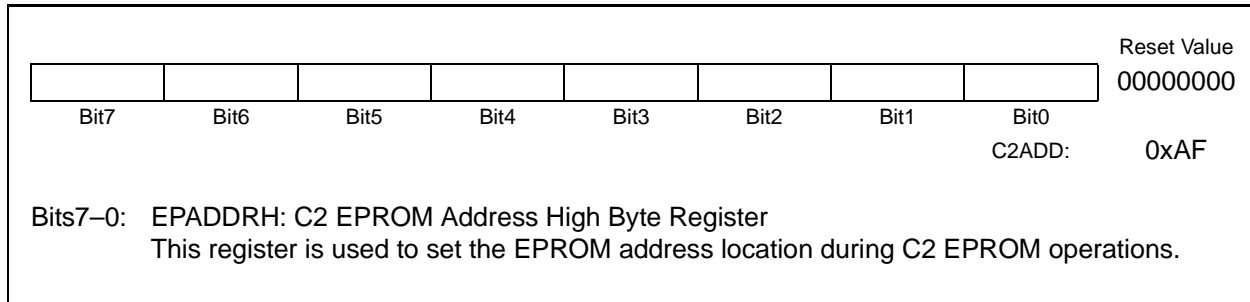 Reset Value
00000000
Bit7 Bit6 Bit5 Bit4 Bit3 Bit2 Bit1 Bit0
C2ADD: 0xAF
Bits7–0: EPADDRH: C2 EPROM Address High Byte Register
This register is used to set the EPROM address location during C2 EPROM operations.